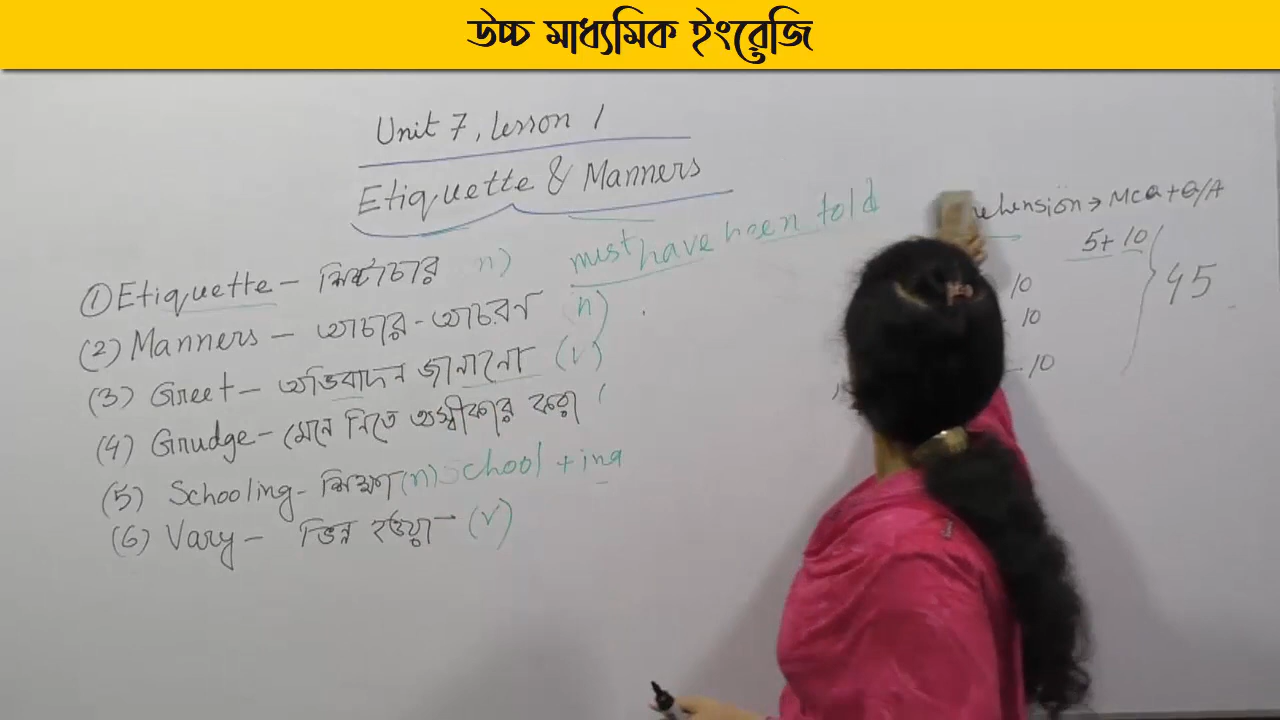 উচ্চ মাধ্যমিক ইংরেজি
Unit 7, Lesson 1
Etiquette & Manners
must have been told
① Etiquette – শিষ্টাচার n)
(2) Manners – আচার-আচরণ n)
(3) Greet – অভিবাদন জানানো (v)
(4) Grudge – মেনে নিতে অস্বীকার করা (
(5) Schooling – শিক্ষা (n) School + ing
(6) Vary – ভিন্ন হওয়া – (v)
rehension → MCQ + Q/A
5 + 10
10
10
– 10
45